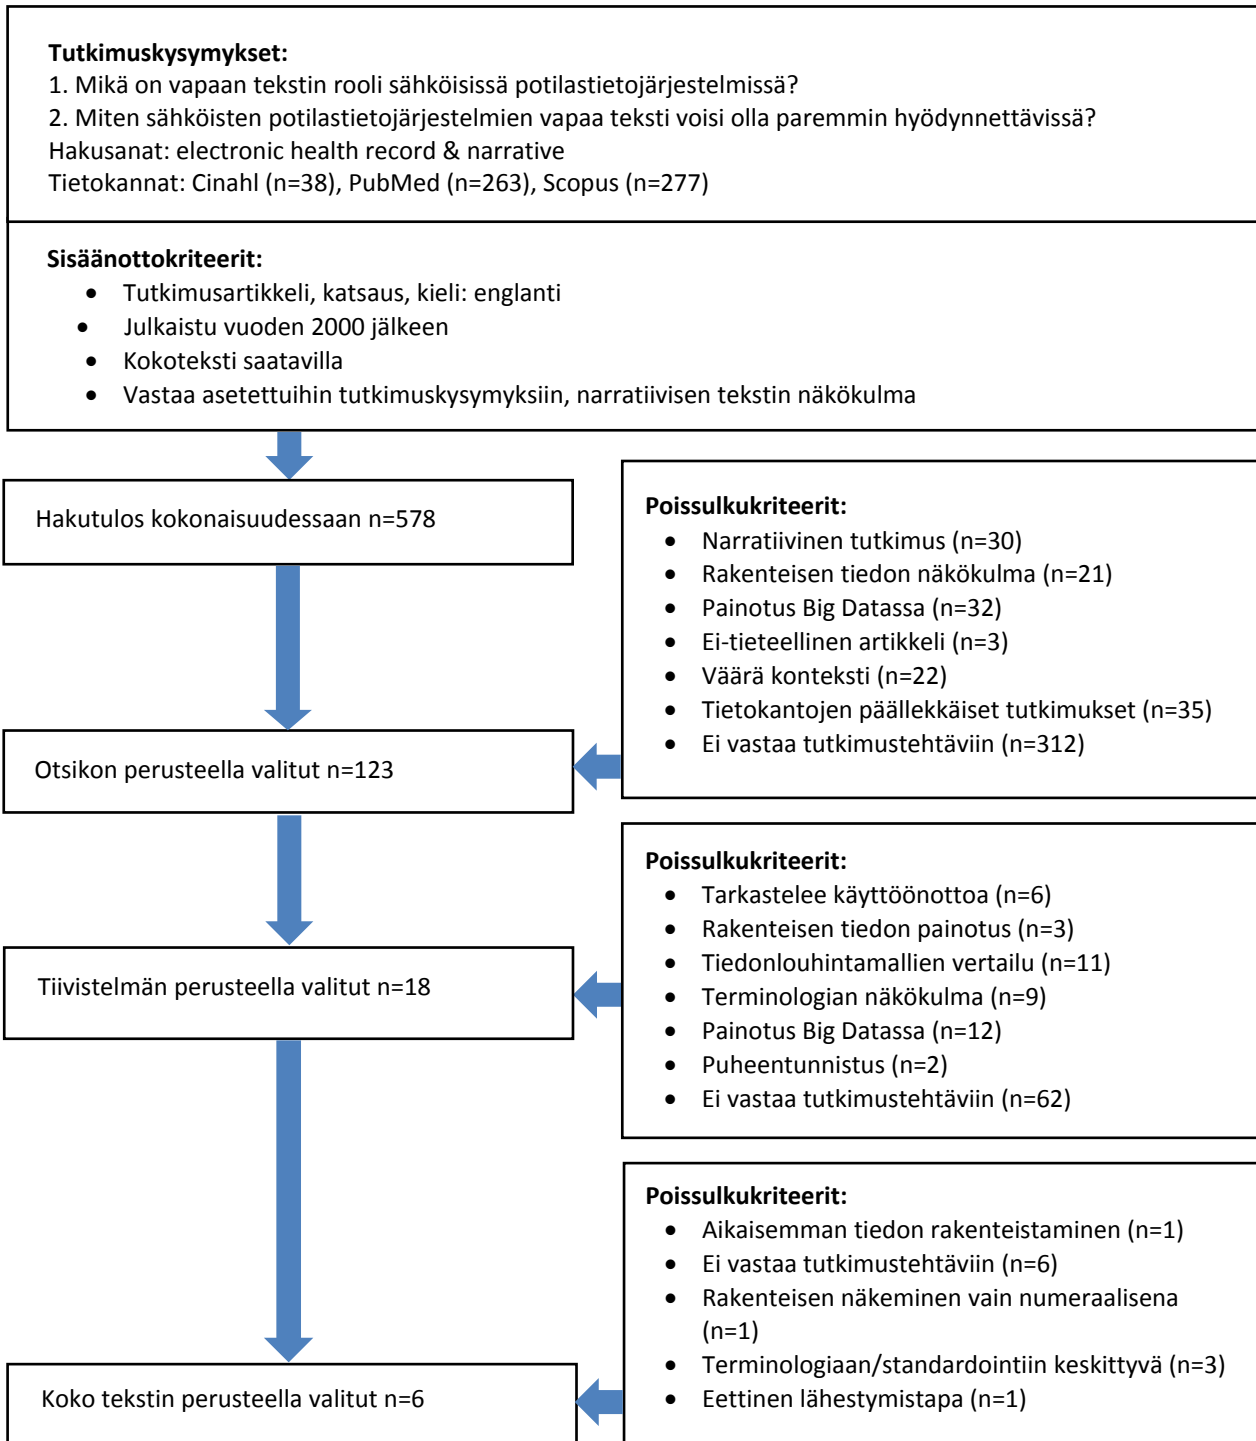 Tutkimuskysymykset:
1. Mikä on vapaan tekstin rooli sähköisissä potilastietojärjestelmissä?
2. Miten sähköisten potilastietojärjestelmien vapaa teksti voisi olla paremmin hyödynnettävissä?
Hakusanat: electronic health record & narrative
Tietokannat: Cinahl (n=38), PubMed (n=263), Scopus (n=277)
Sisäänottokriteerit:
• Tutkimusartikkeli, katsaus, kieli: englanti
• Julkaistu vuoden 2000 jälkeen
• Kokoteksti saatavilla
• Vastaa asetettuihin tutkimuskysymyksiin, narratiivisen tekstin näkökulma
Hakutulos kokonaisuudessaan n=578
Poissulkukriteerit:
• Narratiivinen tutkimus (n=30)
• Rakenteisen tiedon näkökulma (n=21)
• Painotus Big Datassa (n=32)
• Ei-tieteellinen artikkeli (n=3)
• Väärä konteksti (n=22)
• Tietokantojen päällekkäiset tutkimukset (n=35)
• Ei vastaa tutkimustehtäviin (n=312)
Otsikon perusteella valitut n=123
Poissulkukriteerit:
• Tarkastelee käyttöönottoa (n=6)
• Rakenteisen tiedon painotus (n=3)
• Tiedonlouhintamallien vertailu (n=11)
• Terminologian näkökulma (n=9)
• Painotus Big Datassa (n=12)
• Puheentunnistus (n=2)
• Ei vastaa tutkimustehtäviin (n=62)
Tiivistelmän perusteella valitut n=18
Poissulkukriteerit:
• Aikaisemman tiedon rakenteistaminen (n=1)
• Ei vastaa tutkimustehtäviin (n=6)
• Rakenteisen näkeminen vain numeraalisena
(n=1)
• Terminologiaan/standardointiin keskittyvä (n=3)
• Eettinen lähestymistapa (n=1)
Koko tekstin perusteella valitut n=6